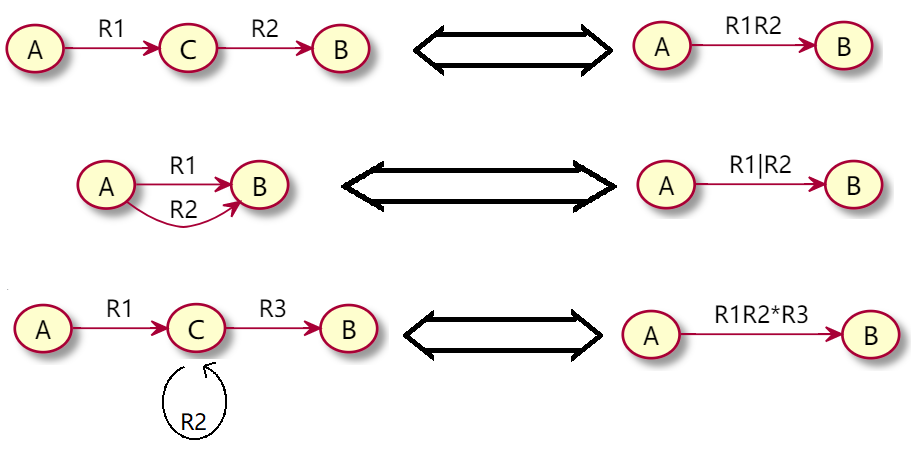 A R1 C R2 B A R1R2 B
A R1 R2 B A R1|R2 B
A R1 C R3 B A R1R2*R3 B
R2